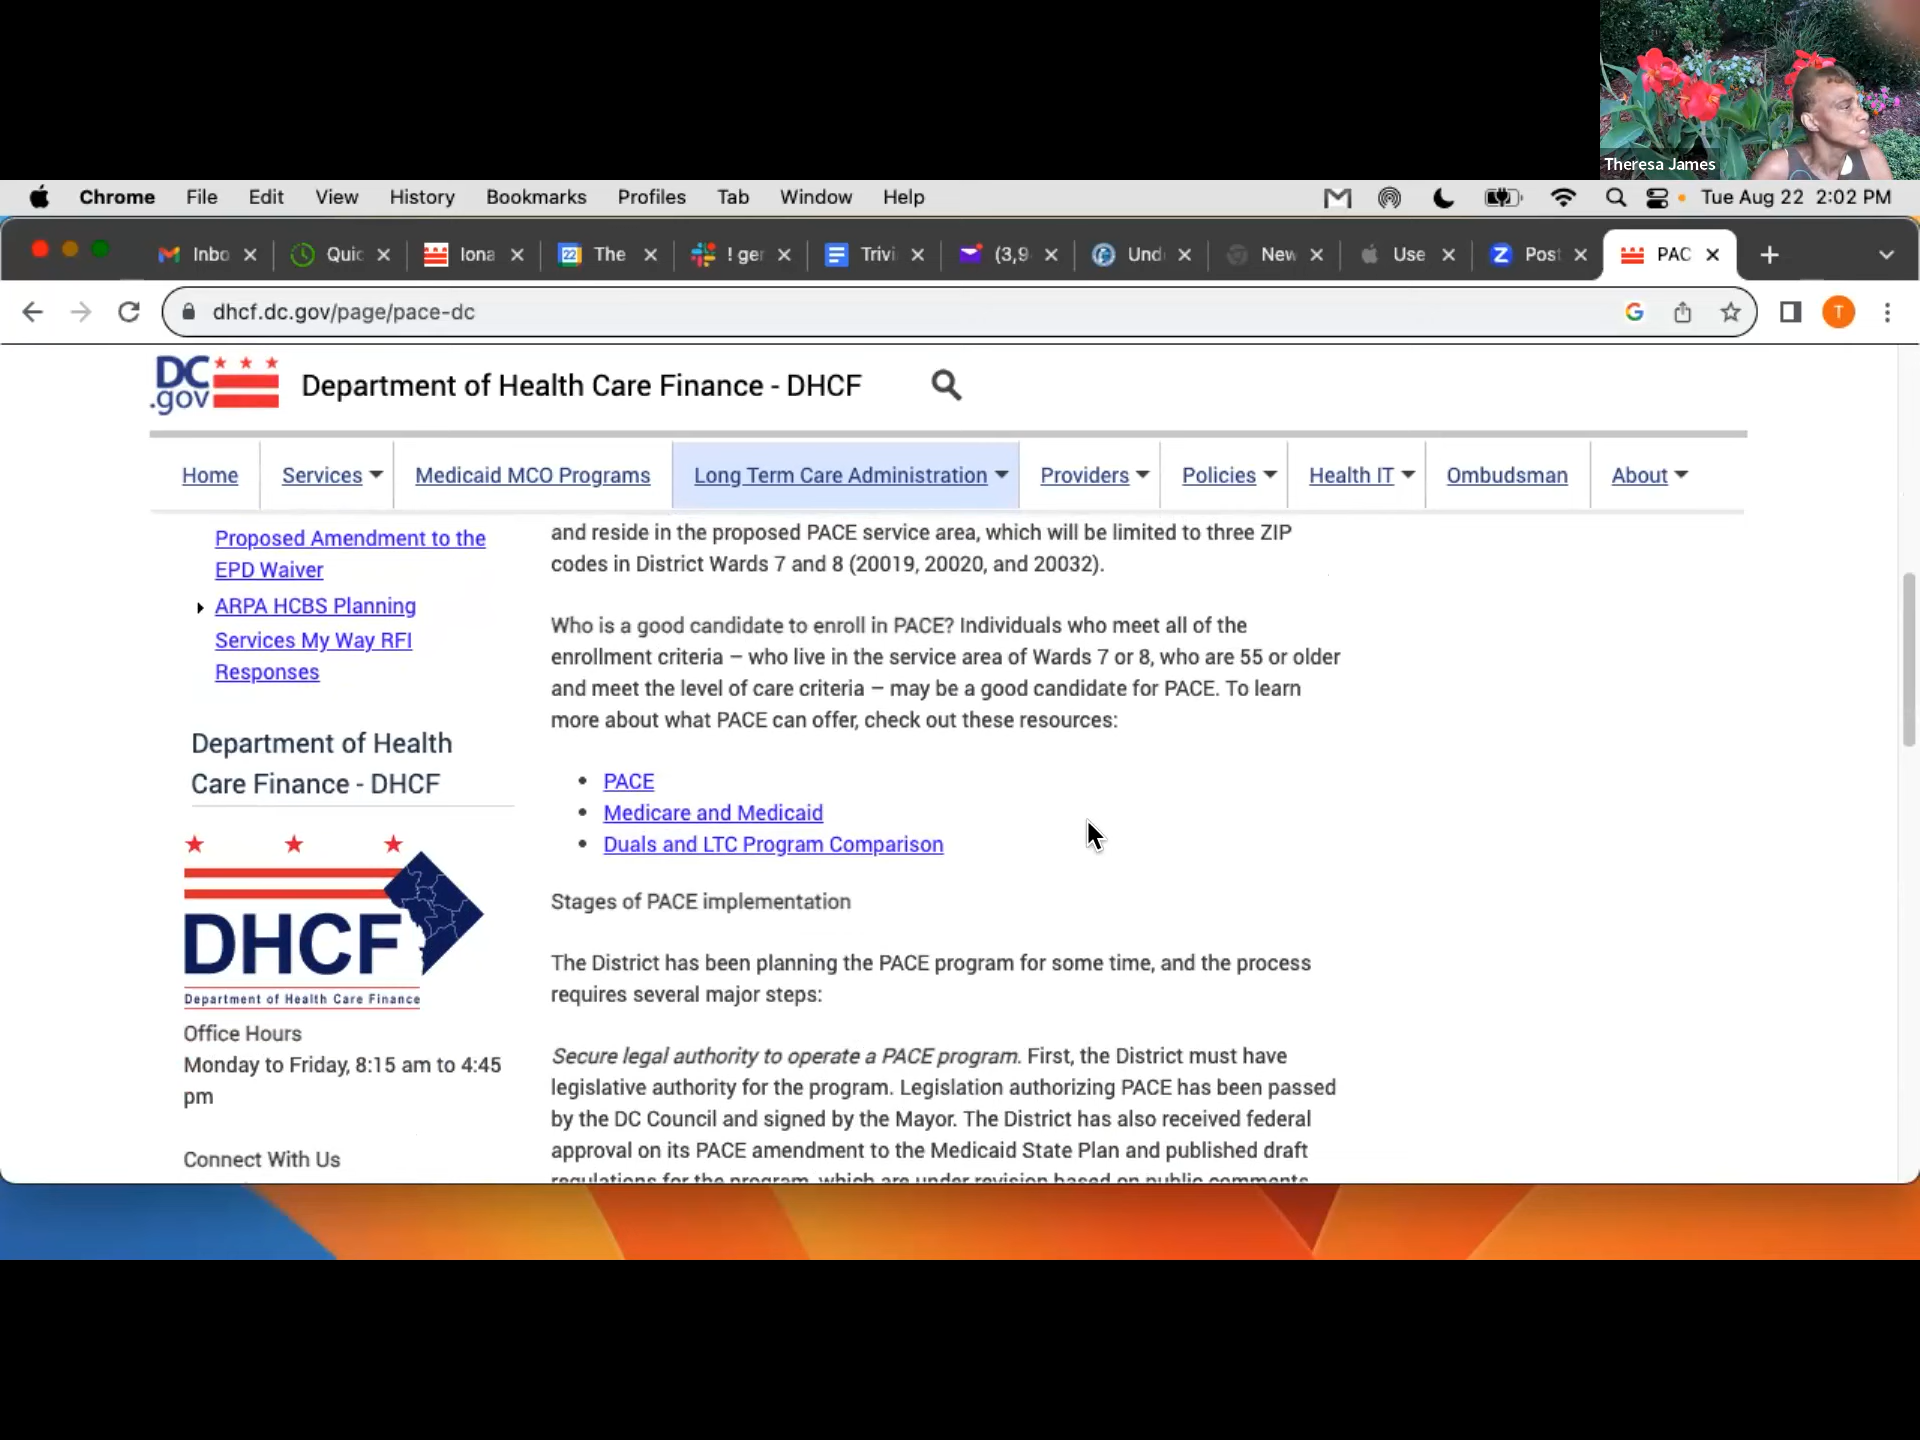 Theresa James
Chrome File Edit View History Bookmarks Profiles Tab Window Help Tue Aug 22 2:02 PM
Inbo Quic Iona 22 The ! ger Trivi (3,9 Und New Use Z Post PAC
dhcf.dc.gov/page/pace-dc G T
DC
.gov
Department of Health Care Finance - DHCF
Home Services Medicaid MCO Programs Long Term Care Administration Providers Policies Health IT Ombudsman About
Proposed Amendment to the
EPD Waiver
ARPA HCBS Planning
Services My Way RFI
Responses
Department of Health
Care Finance - DHCF
DHCF
Department of Health Care Finance
Office Hours
Monday to Friday, 8:15 am to 4:45
pm
Connect With Us
and reside in the proposed PACE service area, which will be limited to three ZIP
codes in District Wards 7 and 8 (20019, 20020, and 20032).
Who is a good candidate to enroll in PACE? Individuals who meet all of the
enrollment criteria – who live in the service area of Wards 7 or 8, who are 55 or older
and meet the level of care criteria – may be a good candidate for PACE. To learn
more about what PACE can offer, check out these resources:
• PACE
• Medicare and Medicaid
• Duals and LTC Program Comparison
Stages of PACE implementation
The District has been planning the PACE program for some time, and the process
requires several major steps:
Secure legal authority to operate a PACE program. First, the District must have
legislative authority for the program. Legislation authorizing PACE has been passed
by the DC Council and signed by the Mayor. The District has also received federal
approval on its PACE amendment to the Medicaid State Plan and published draft
regulations for the program, which are under revision based on public comments